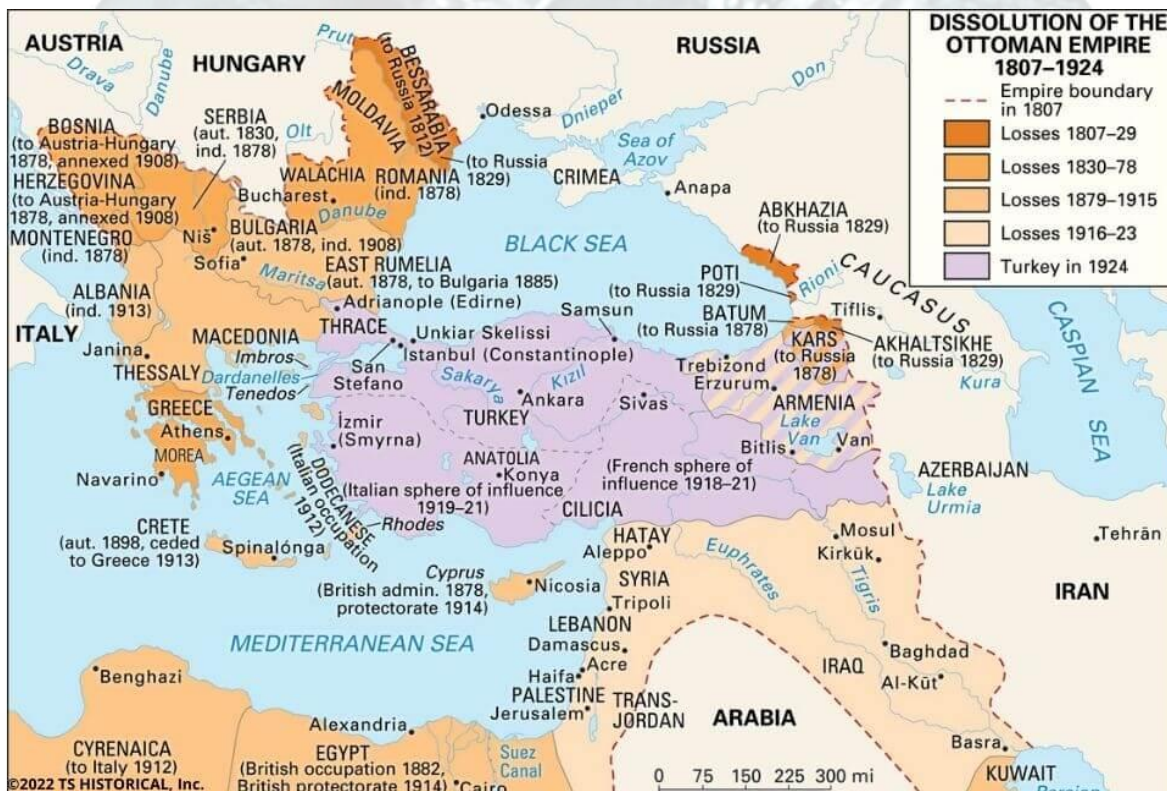 AUSTRIA
HUNGARY
RUSSIA
Drava
Danube
Prut
BESSARABIA
(to Russia 1812)
MOLDAVIA
Odessa
Dnieper
Don
Sea of
Azov
CRIMEA
Anapa
(to Russia
1829)
BOSNIA
(to Austria-Hungary
1878, annexed 1908)
HERZEGOVINA
(to Austria-Hungary
1878, annexed 1908)
MONTENEGRO
(ind. 1878)
SERBIA
(aut. 1830,
ind. 1878)
Olt
WALACHIA
ROMANIA
(ind. 1878)
Bucharest
Danube
Niš
BULGARIA
(aut. 1878, ind. 1908)
Sofia
Maritsa
EAST RUMELIA
(aut. 1878, to Bulgaria 1885)
BLACK SEA
ABKHAZIA
(to Russia 1829)
POTI
(to Russia 1829)
Rioni
CAUCASUS
BATUM
(to Russia 1878)
Tiflis
AKHALTSIKHE
(to Russia 1829)
KARS
(to Russia
1878)
Kura
CASPIAN SEA
ALBANIA
(ind. 1913)
ITALY
Janina
MACEDONIA
THESSALY
Adrianople (Edirne)
THRACE
Unkiar Skelissi
Istanbul (Constantinople)
San
Stefano
Imbros
Dardanelles
Tenedos
Samsun
Trebizond
Erzurum
Sakarya
Kızıl
Ankara
Sivas
TURKEY
ARMENIA
Lake
Van
Van
Bitlis
GREECE
Athens
MOREA
Navarino
AEGEAN
SEA
İzmir
(Smyrna)
ANATOLIA
Konya
(Italian sphere of influence
1919–21)
(French sphere of
influence 1918–21)
CILICIA
DODECANESE
(Italian occupation
1912)
Rhodes
AZERBAIJAN
Lake
Urmia
Tehrān
IRAN
CRETE
(aut. 1898, ceded
to Greece 1913)
Spinalónga
Cyprus
(British admin. 1878,
protectorate 1914)
Nicosia
HATAY
Aleppo
SYRIA
Tripoli
LEBANON
Damascus
Acre
Haifa
PALESTINE
Jerusalem
TRANS-
JORDAN
Euphrates
Tigris
Mosul
Kirkūk
Baghdad
IRAQ
Al-Kūt
Basra
KUWAIT
Persian
ARABIA
MEDITERRANEAN SEA
Benghazi
CYRENAICA
(to Italy 1912)
Alexandria
EGYPT
(British occupation 1882,
British protectorate 1914)
Cairo
Suez
Canal
0 75 150 225 300 mi
©2022 TS HISTORICAL, Inc.
DISSOLUTION OF THE
OTTOMAN EMPIRE
1807–1924
Empire boundary
in 1807
Losses 1807–29
Losses 1830–78
Losses 1879–1915
Losses 1916–23
Turkey in 1924